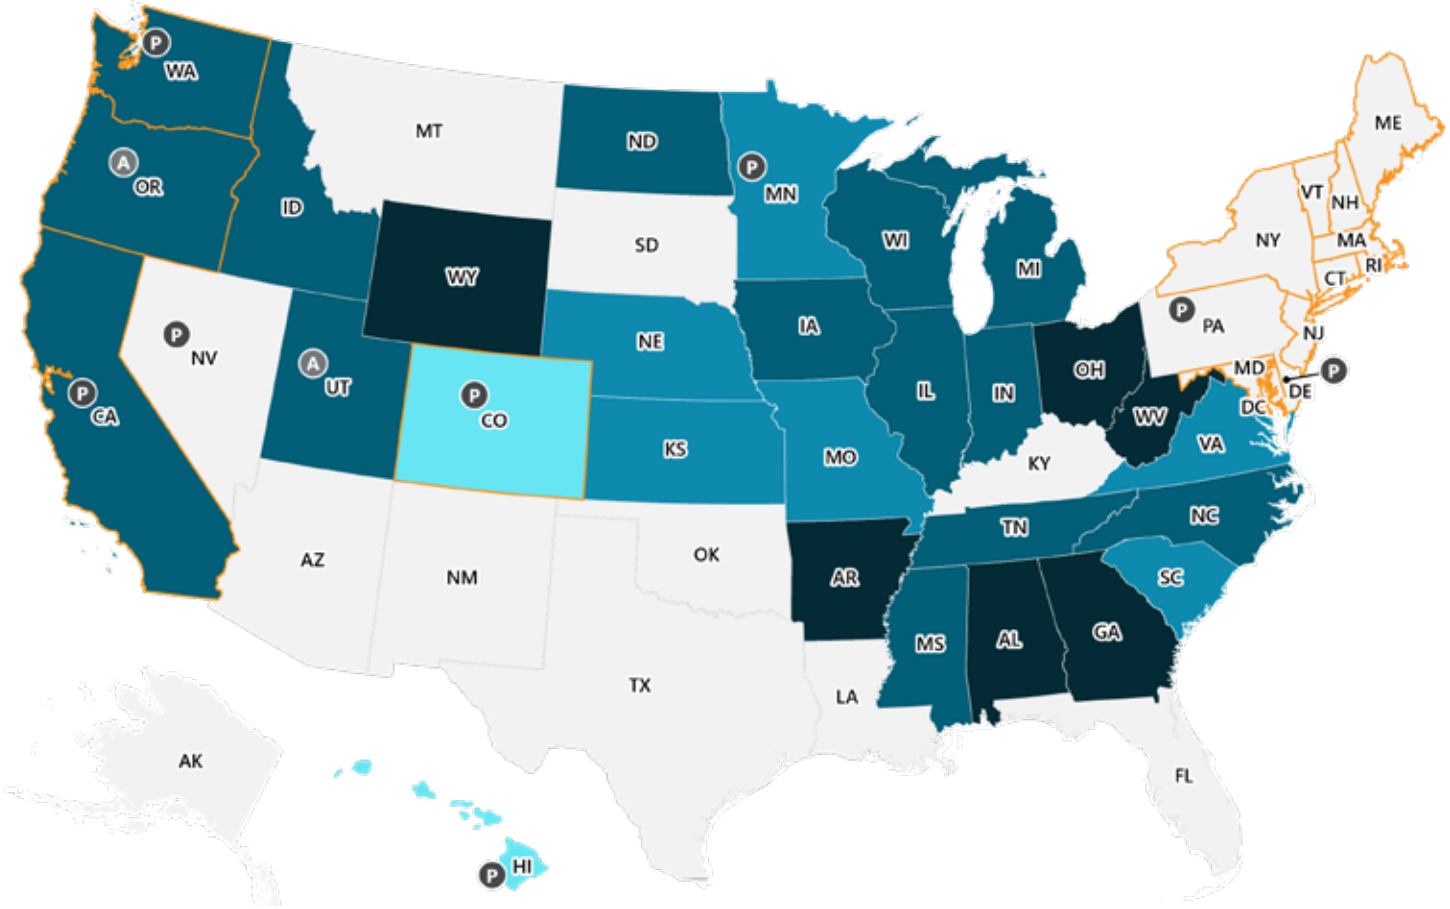 P
WA
MT
ND
P
MN
ME
A
OR
ID
VT
NH
WI
NY
MA
SD
MI
RI
WY
CT
P
IA
PA
NJ
P
NV
NE
OH
MD
P
A
UT
P
CA
P
CO
IL
IN
DE
DC
WV
VA
KS
MO
KY
TN
NC
AZ
NM
OK
AR
SC
GA
AL
MS
TX
LA
AK
FL
P
HI